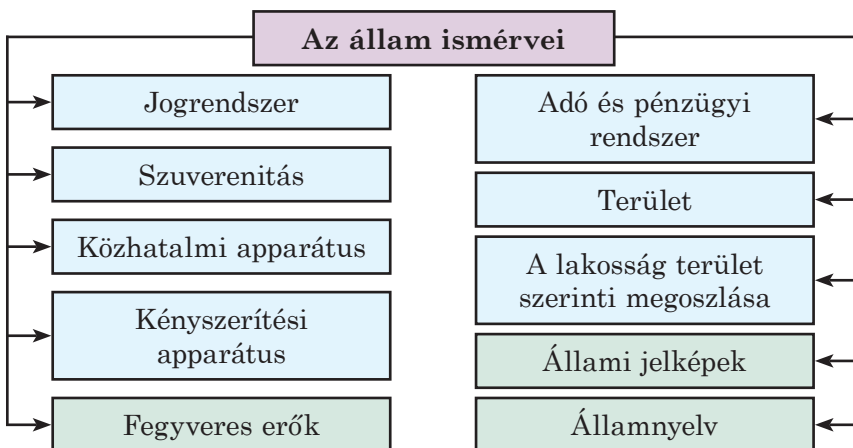 Az állam ismérvei
Jogrendszer
Szuverenitás
Közhatalmi apparátus
Kényszerítési
apparátus
Fegyveres erők
Adó és pénzügyi
rendszer
Terület
A lakosság terület
szerinti megoszlása
Állami jelképek
Államnyelv